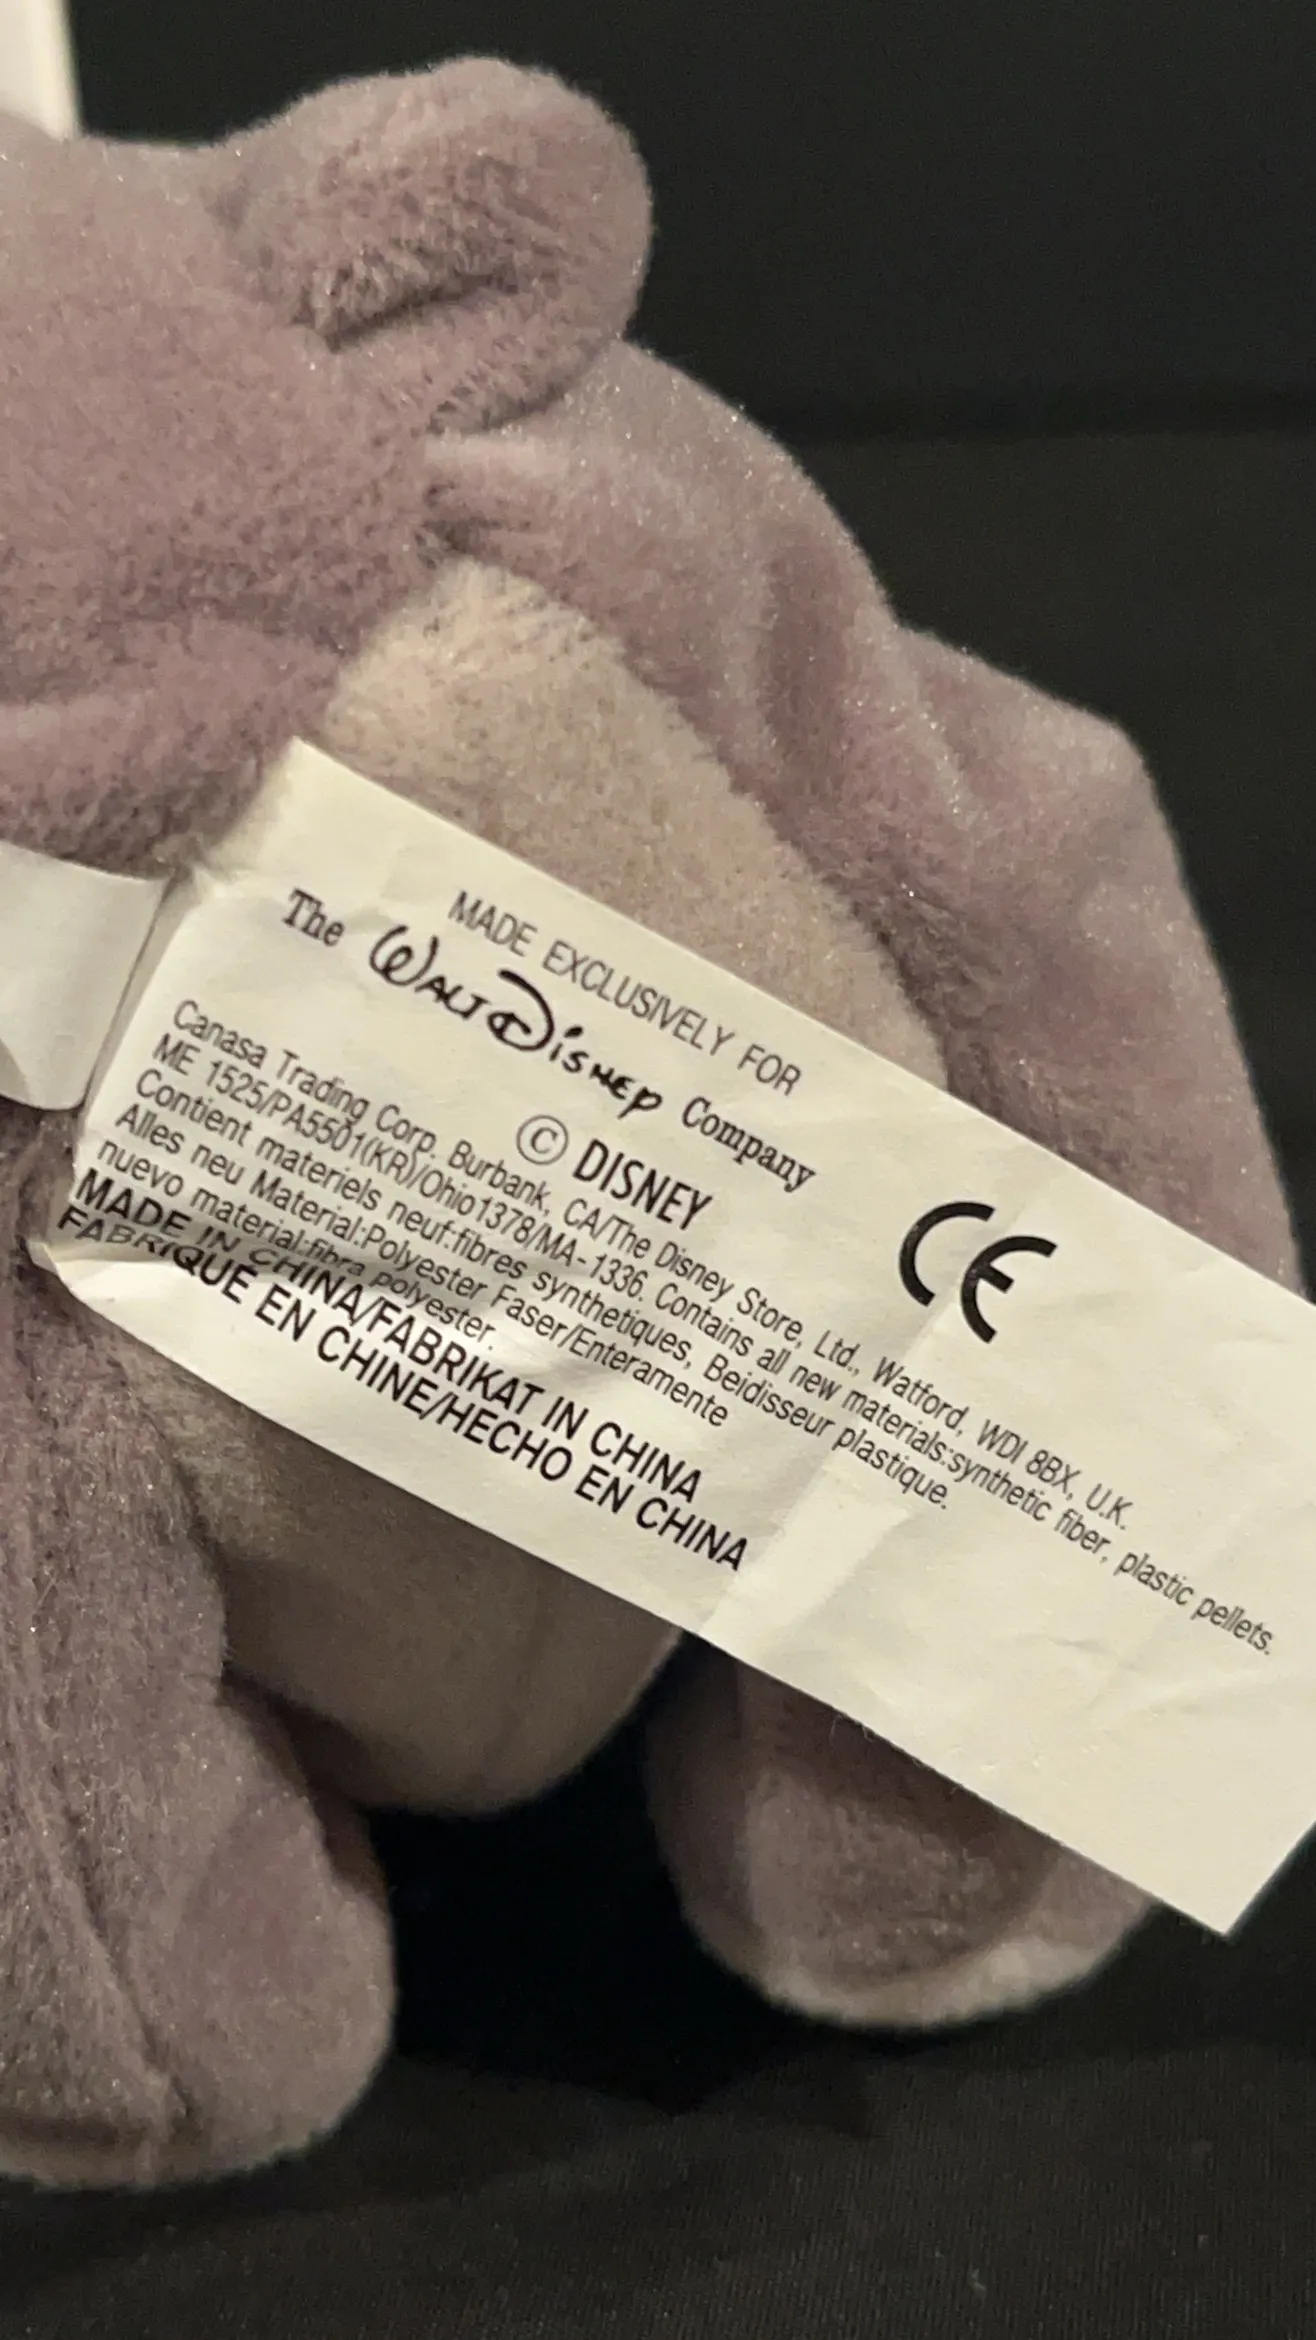 MADE EXCLUSIVELY FOR
The WALT DISNEY Company
© DISNEY
CE
Canasa Trading Corp. Burbank, CA/The Disney Store, Ltd., Watford, WDI 8BX, U.K.
ME 1525/PA5501(KR)/Ohio1378/MA-1336. Contains all new materials:synthetic fiber, plastic pellets.
Contient materiels neuf:fibres synthetiques, Beidisseur plastique.
Alles neu Material:Polyester Faser/Enteramente
nuevo material:fibra polyester.
MADE IN CHINA/FABRIKAT IN CHINA
FABRIQUE EN CHINE/HECHO EN CHINA